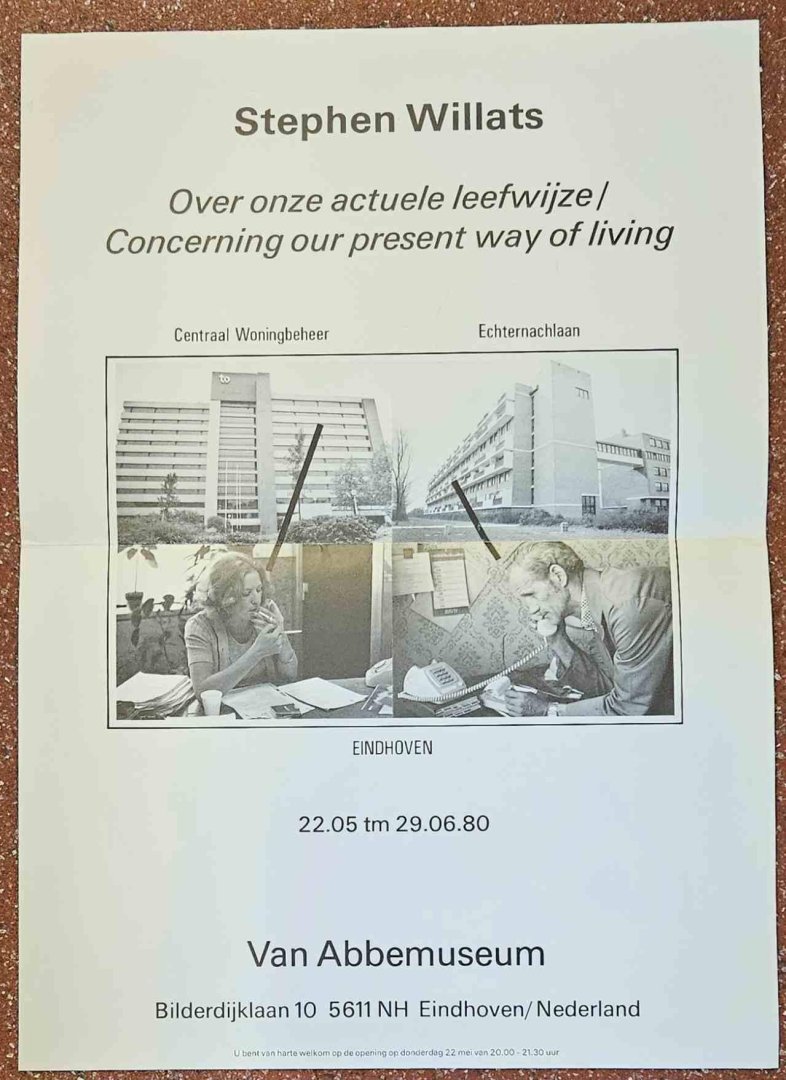 Stephen Willats
Over onze actuele leefwijze/
Concerning our present way of living
Centraal Woningbeheer
Echternachlaan
EINDHOVEN
22.05 tm 29.06.80
Van Abbemuseum
Bilderdijklaan 10 5611 NH Eindhoven/Nederland
U bent van harte welkom op de opening op donderdag 22 mei van 20.00 - 21.30 uur